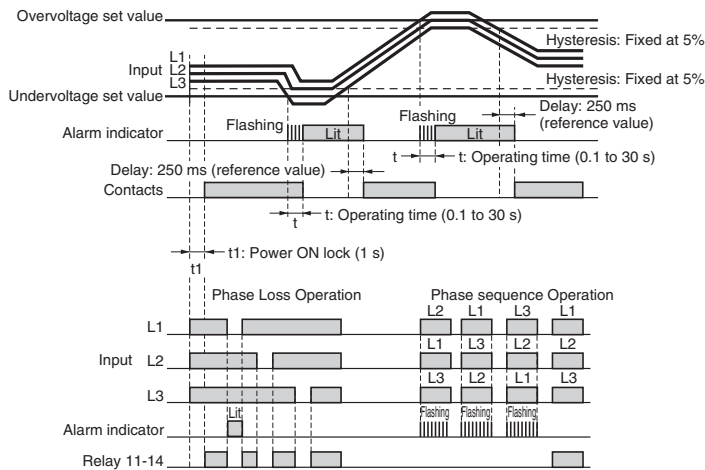 Overvoltage set value
Hysteresis: Fixed at 5%
L1
Input L2
L3
Hysteresis: Fixed at 5%
Undervoltage set value
Delay: 250 ms
(reference value)
Flashing
Flashing
Alarm indicator
Lit
Lit
t
t: Operating time (0.1 to 30 s)
Delay: 250 ms (reference value)
Contacts
t
t: Operating time (0.1 to 30 s)
t1: Power ON lock (1 s)
t1
Phase Loss Operation
Phase sequence Operation
L2 L1 L3 L1
L1
L1 L3 L2 L2
Input L2
L3 L2 L1 L3
L3
Lit
Flashing Flashing Flashing
Alarm indicator
Relay 11-14